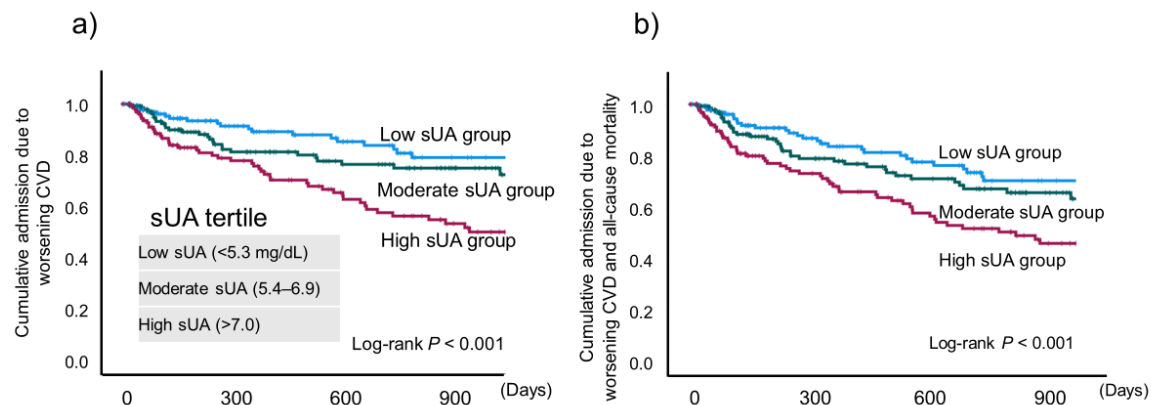 a)
Cumulative admission due to
worsening CVD
1.0
0.8
0.6
0.4
0.2
0.0
Low sUA group
Moderate sUA group
High sUA group
sUA tertile
Low sUA (<5.3 mg/dL)
Moderate sUA (5.4–6.9)
High sUA (>7.0)
Log-rank P < 0.001
0 300 600 900 (Days)
b)
Cumulative admission due to
worsening CVD and all-cause mortality
1.0
0.8
0.6
0.4
0.2
0.0
Low sUA group
Moderate sUA group
High sUA group
Log-rank P < 0.001
0 300 600 900 (Days)